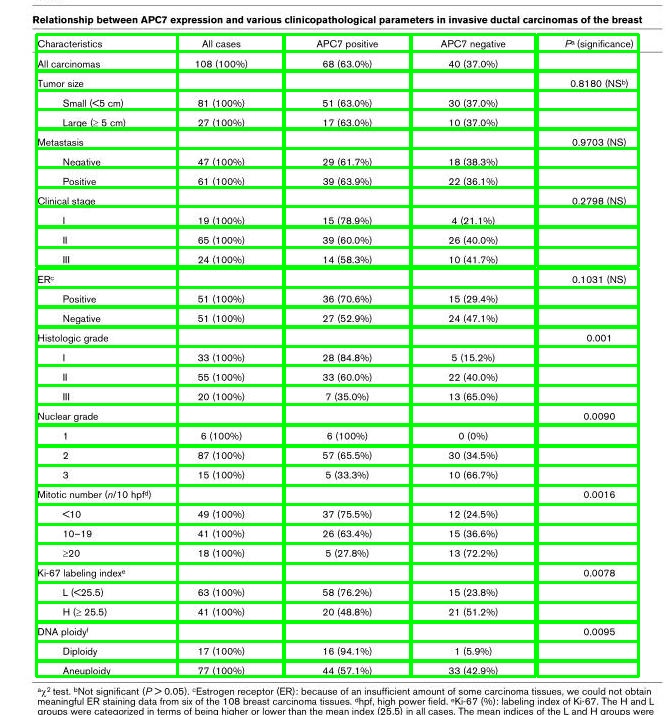 Relationship between APC7 expression and various clinicopathological parameters in invasive ductal carcinomas of the breast
Characteristics All cases APC7 positive APC7 negative Pᵃ (significance)
All carcinomas 108 (100%) 68 (63.0%) 40 (37.0%)
Tumor size 0.8180 (NSᵇ)
Small (<5 cm) 81 (100%) 51 (63.0%) 30 (37.0%)
Large (≥ 5 cm) 27 (100%) 17 (63.0%) 10 (37.0%)
Metastasis 0.9703 (NS)
Negative 47 (100%) 29 (61.7%) 18 (38.3%)
Positive 61 (100%) 39 (63.9%) 22 (36.1%)
Clinical stage 0.2798 (NS)
I 19 (100%) 15 (78.9%) 4 (21.1%)
II 65 (100%) 39 (60.0%) 26 (40.0%)
III 24 (100%) 14 (58.3%) 10 (41.7%)
ERᶜ 0.1031 (NS)
Positive 51 (100%) 36 (70.6%) 15 (29.4%)
Negative 51 (100%) 27 (52.9%) 24 (47.1%)
Histologic grade 0.001
I 33 (100%) 28 (84.8%) 5 (15.2%)
II 55 (100%) 33 (60.0%) 22 (40.0%)
III 20 (100%) 7 (35.0%) 13 (65.0%)
Nuclear grade 0.0090
1 6 (100%) 6 (100%) 0 (0%)
2 87 (100%) 57 (65.5%) 30 (34.5%)
3 15 (100%) 5 (33.3%) 10 (66.7%)
Mitotic number (n/10 hpfᵈ) 0.0016
<10 49 (100%) 37 (75.5%) 12 (24.5%)
10–19 41 (100%) 26 (63.4%) 15 (36.6%)
≥20 18 (100%) 5 (27.8%) 13 (72.2%)
Ki-67 labeling indexᵉ 0.0078
L (<25.5) 63 (100%) 58 (76.2%) 15 (23.8%)
H (≥ 25.5) 41 (100%) 20 (48.8%) 21 (51.2%)
DNA ploidyᶠ 0.0095
Diploidy 17 (100%) 16 (94.1%) 1 (5.9%)
Aneuploidy 77 (100%) 44 (57.1%) 33 (42.9%)
ᵃχ² test. ᵇNot significant (P > 0.05). ᶜEstrogen receptor (ER): because of an insufficient amount of some carcinoma tissues, we could not obtain
meaningful ER staining data from six of the 108 breast carcinoma tissues. ᵈhpf, high power field. ᵉKi-67 (%): labeling index of Ki-67. The H and L
groups were categorized in terms of being higher or lower than the mean index (25.5) in all cases. The mean indices of the L and H groups were